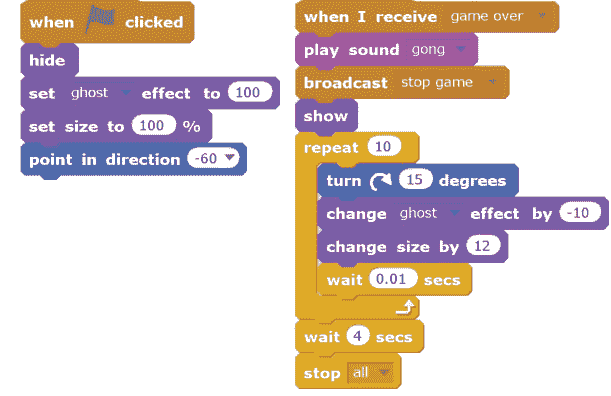 when clicked
hide
set ghost effect to 100
set size to 100 %
point in direction -60
when I receive game over
play sound gong
broadcast stop game
show
repeat 10
turn 15 degrees
change ghost effect by -10
change size by 12
wait 0.01 secs
wait 4 secs
stop all